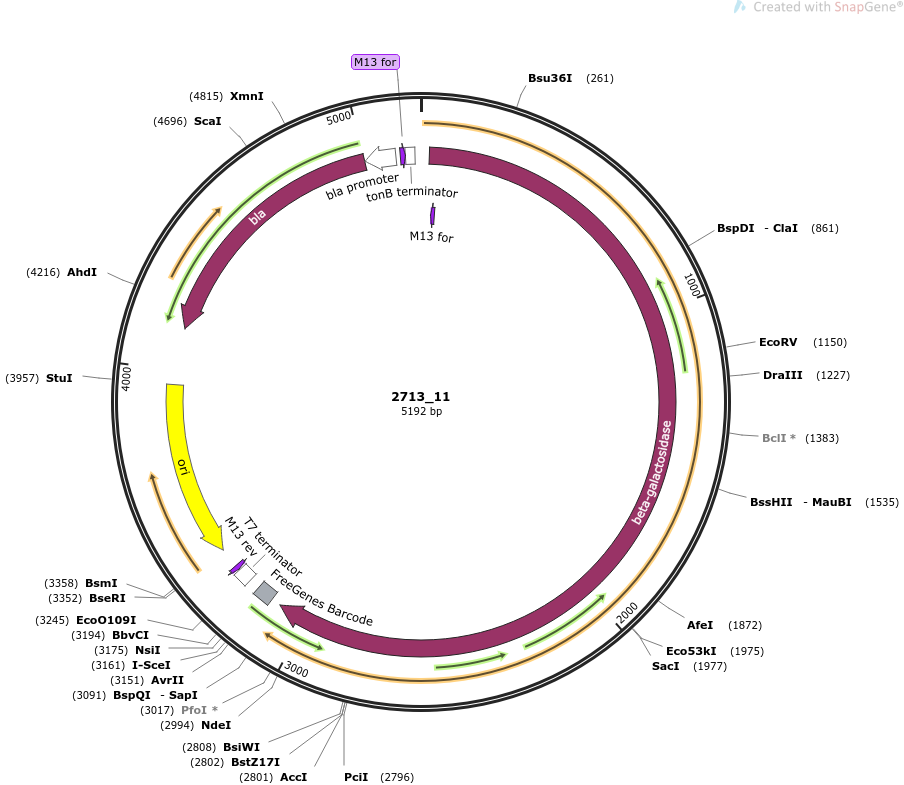 Created with SnapGene®
M13 for
Bsu36I (261)
(4815) XmnI
(4696) ScaI
5000
bla promoter
tonB terminator
bla
M13 for
BspDI - ClaI (861)
1000
(4216) AhdI
EcoRV (1150)
DraIII (1227)
(3957) StuI
4000
2713_11
5192 bp
BclI * (1383)
beta-galactosidase
ori
BssHII - MauBI (1535)
T7 terminator
M13 rev
FreeGenes Barcode
(3358) BsmI
(3352) BseRI
(3245) EcoO109I
(3194) BbvCI
(3175) NsiI
(3161) I-SceI
(3151) AvrII
(3091) BspQI - SapI
(3017) PfoI *
(2994) NdeI
3000
2000
AfeI (1872)
Eco53kI (1975)
SacI (1977)
(2808) BsiWI
(2802) BstZ17I
(2801) AccI
PciI (2796)